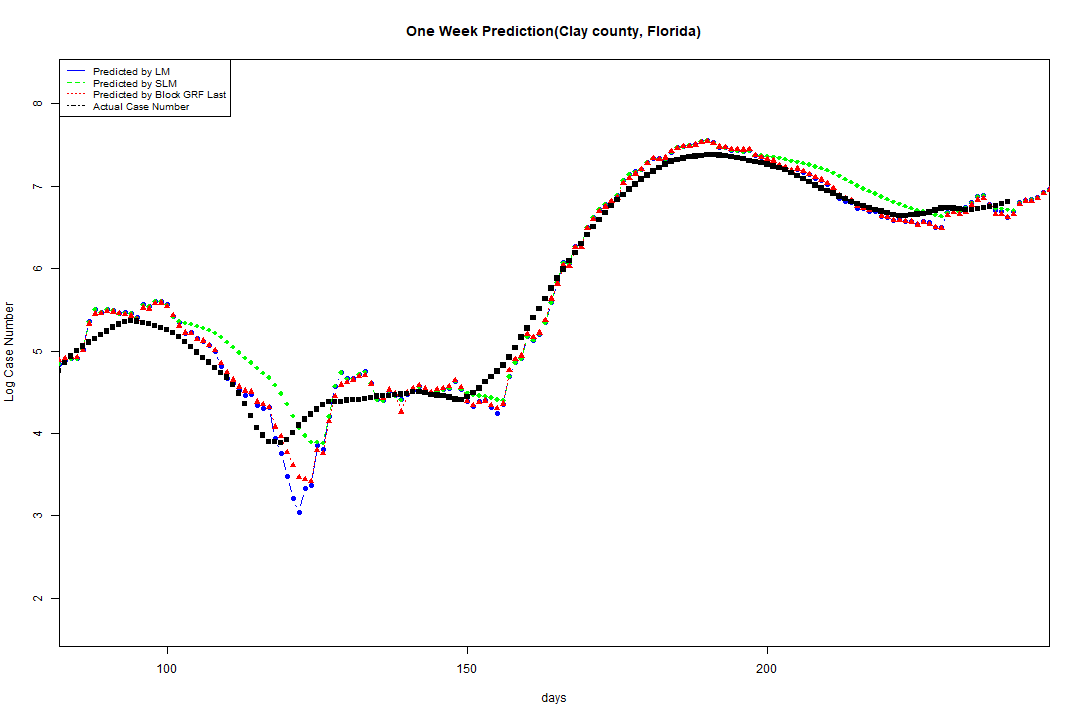 One Week Prediction(Clay county, Florida)
Predicted by LM
Predicted by SLM
Predicted by Block GRF Last
Actual Case Number
8
7
6
5
4
3
2
Log Case Number
100 150 200
days